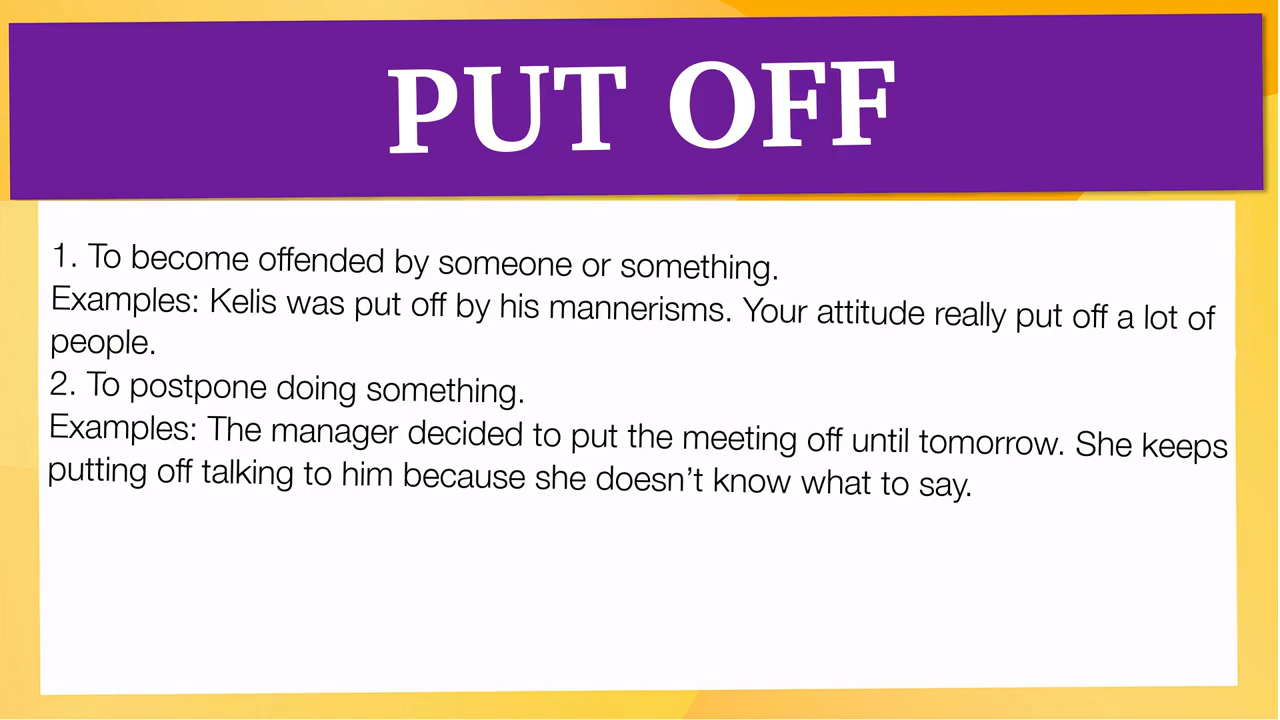 PUT OFF
1. To become offended by someone or something.
Examples: Kelis was put off by his mannerisms. Your attitude really put off a lot of
people.
2. To postpone doing something.
Examples: The manager decided to put the meeting off until tomorrow. She keeps
putting off talking to him because she doesn’t know what to say.